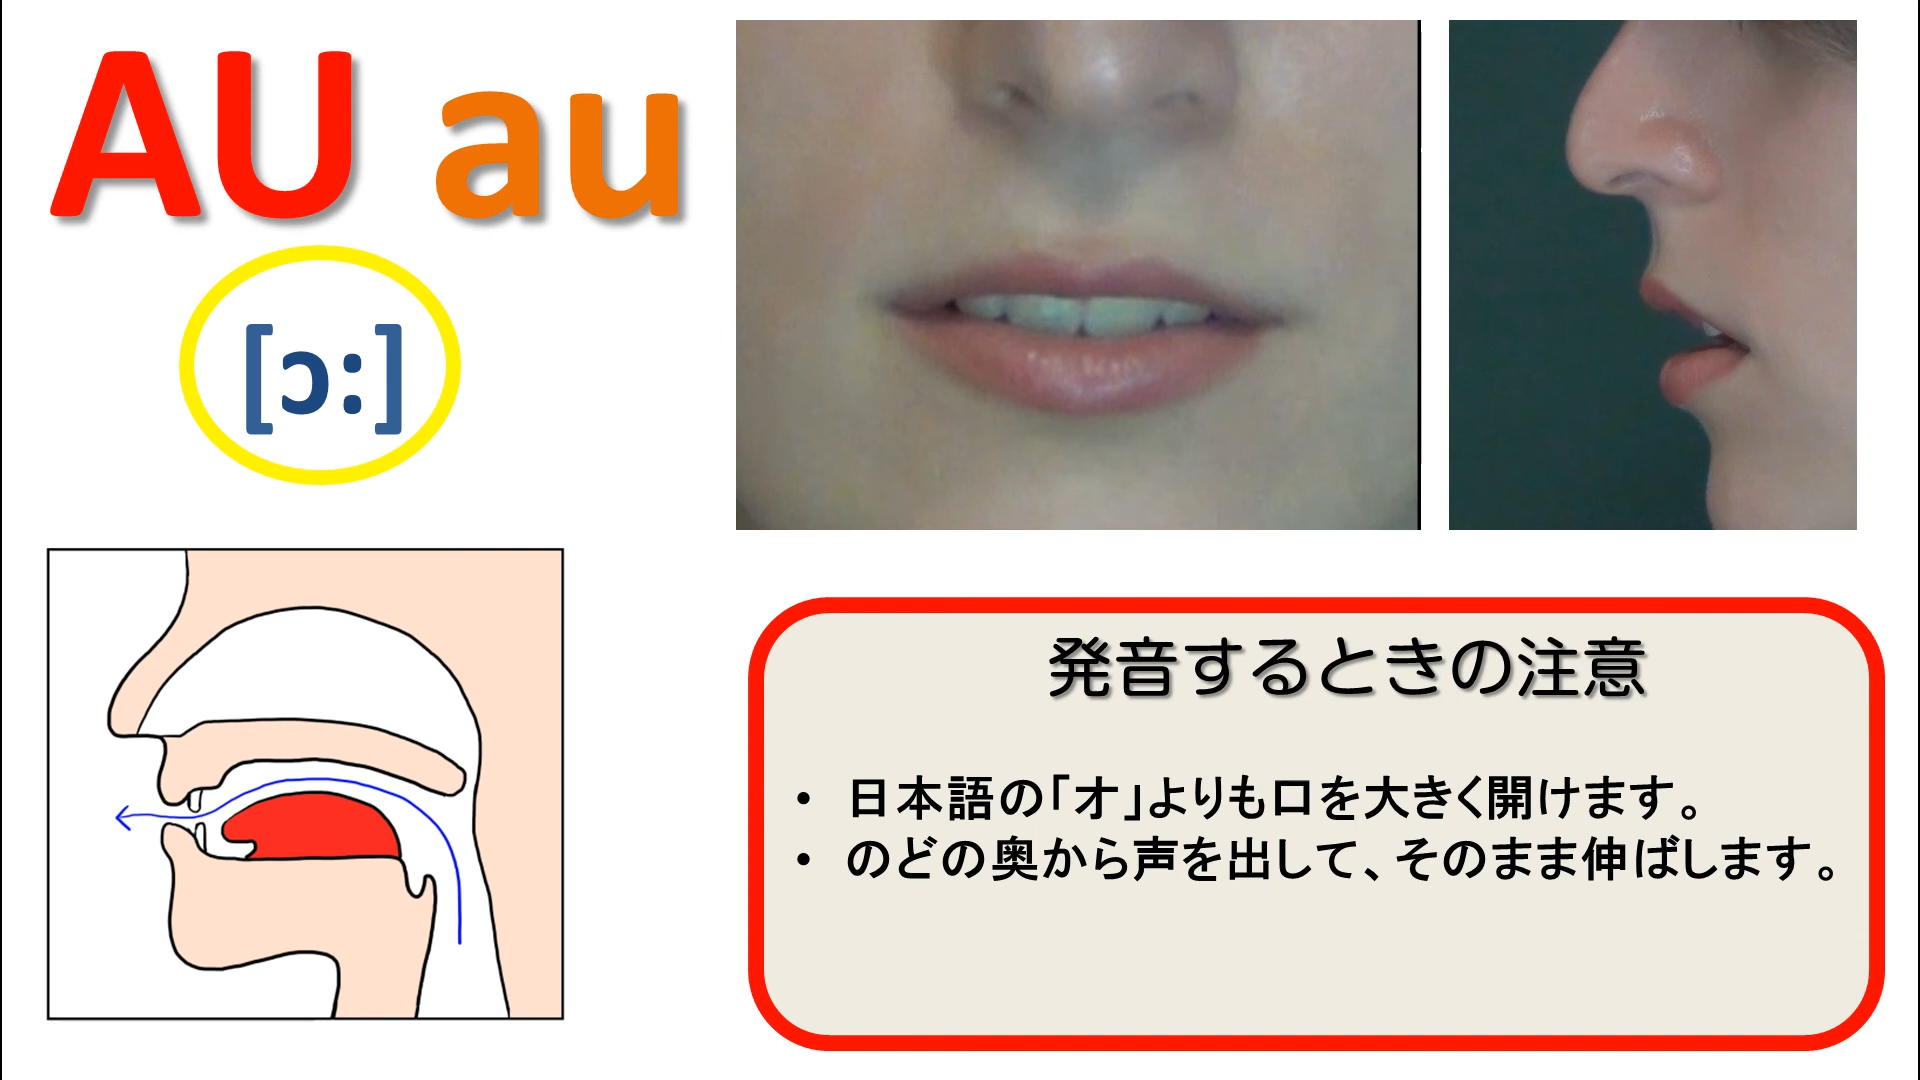 AU au
[ɔː]
発音するときの注意
• 日本語の「オ」よりも口を大きく開けます。
• のどの奥から声を出して、そのまま伸ばします。